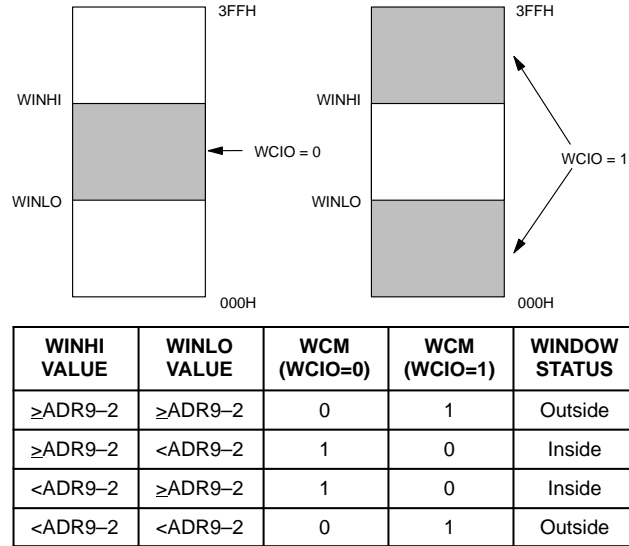 3FFH 3FFH
WINHI WINHI
WCIO = 0 WCIO = 1
WINLO WINLO
000H 000H
WINHI VALUE WINLO VALUE WCM (WCIO=0) WCM (WCIO=1) WINDOW STATUS
≥ADR9–2 ≥ADR9–2 0 1 Outside
≥ADR9–2 <ADR9–2 1 0 Inside
<ADR9–2 ≥ADR9–2 1 0 Inside
<ADR9–2 <ADR9–2 0 1 Outside